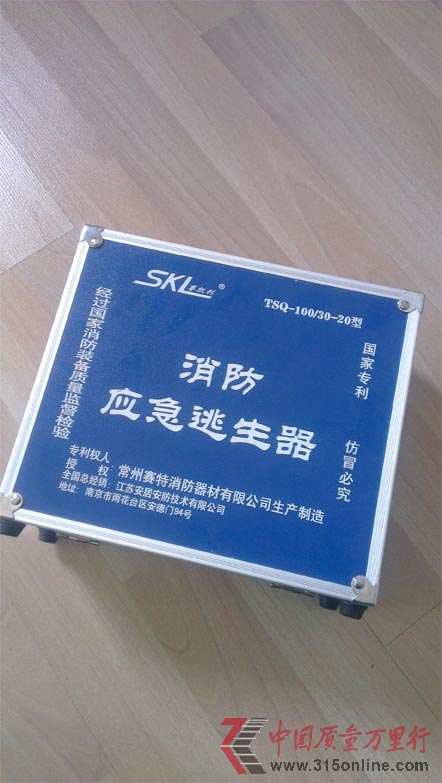 SKL赛凯利®
TSQ-100/30-20型
国家专利 仿冒必究
经过国家消防装备质量监督检验
消防
应急逃生器
专利权人
授权:常州赛特消防器材有限公司生产制造
全国总经销:江苏安居安防技术有限公司
地址:南京市雨花台区安德门94号
中国质量万里行
www.315online.com